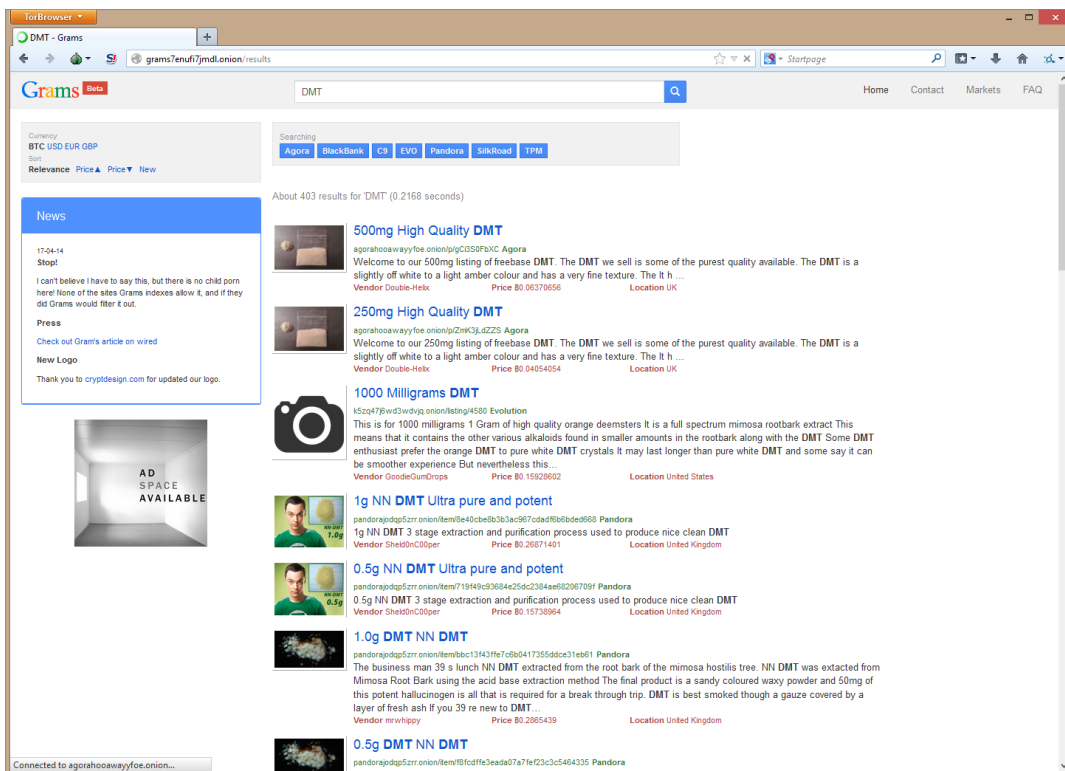 TorBrowser
DMT - Grams
grams7enufi7jmdl.onion/results
Startpage
Grams Beta
DMT
Home Contact Markets FAQ
Currency
BTC USD EUR GBP
Sort
Relevance Price▲ Price▼ New
Searching
Agora BlackBank C9 EVO Pandora SilkRoad TPM
About 403 results for 'DMT' (0.2168 seconds)
News
17-04-14
Stop!
I can't believe I have to say this, but there is no child porn
here! None of the sites Grams indexes allow it, and if they
did Grams would filter it out.
Press
Check out Gram's article on wired
New Logo
Thank you to cryptdesign.com for updated our logo.
AD
SPACE
AVAILABLE
500mg High Quality DMT
agorahooawayyfoe.onion/p/gCi3S0FbXC Agora
Welcome to our 500mg listing of freebase DMT. The DMT we sell is some of the purest quality available. The DMT is a
slightly off white to a light amber colour and has a very fine texture. The It h ...
Vendor Double-Helix Price ฿0.06370656 Location UK
250mg High Quality DMT
agorahooawayyfoe.onion/p/ZmK3jLdZZS Agora
Welcome to our 250mg listing of freebase DMT. The DMT we sell is some of the purest quality available. The DMT is a
slightly off white to a light amber colour and has a very fine texture. The It h ...
Vendor Double-Helix Price ฿0.04054054 Location UK
1000 Milligrams DMT
k5zq47j6wd3wdvjq.onion/listing/4580 Evolution
This is for 1000 milligrams 1 Gram of high quality orange deemsters It is a full spectrum mimosa rootbark extract This
means that it contains the other various alkaloids found in smaller amounts in the rootbark along with the DMT Some DMT
enthusiast prefer the orange DMT to pure white DMT crystals It may last longer than pure white DMT and some say it can
be smoother experience But nevertheless this...
Vendor GoodieGumDrops Price ฿0.15928602 Location United States
NN-DMT
1.0g
1g NN DMT Ultra pure and potent
pandorajodqp5zrr.onion/item/8e40cbe8b3b3ac967cdadf6b6bded668 Pandora
1g NN DMT 3 stage extraction and purification process used to produce nice clean DMT
Vendor Sheld0nC00per Price ฿0.26871401 Location United Kingdom
NN-DMT
0.5g
0.5g NN DMT Ultra pure and potent
pandorajodqp5zrr.onion/item/719f49c93684e25dc2384ae68206709f Pandora
0.5g NN DMT 3 stage extraction and purification process used to produce nice clean DMT
Vendor Sheld0nC00per Price ฿0.15738964 Location United Kingdom
1.0g DMT NN DMT
pandorajodqp5zrr.onion/item/bbc13f43ffe7c6b0417355ddce31eb61 Pandora
The business man 39 s lunch NN DMT extracted from the root bark of the mimosa hostilis tree. NN DMT was extacted from
Mimosa Root Bark using the acid base extraction method The final product is a sandy coloured waxy powder and 50mg of
this potent hallucinogen is all that is required for a break through trip. DMT is best smoked though a gauze covered by a
layer of fresh ash If you 39 re new to DMT...
Vendor mrwhippy Price ฿0.2865439 Location United Kingdom
0.5g DMT NN DMT
pandorajodqp5zrr.onion/item/f8fcdffe3eada07a7fef23c3c5464335 Pandora
Connected to agorahooawayyfoe.onion...